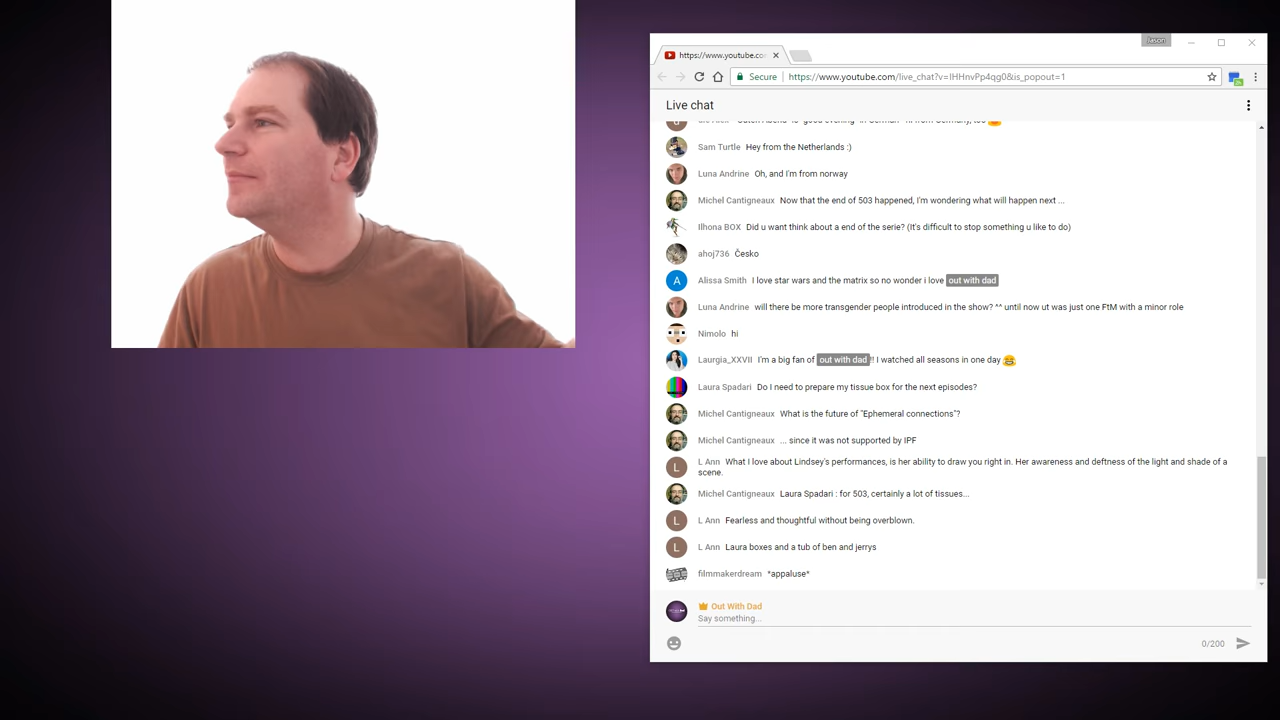 Jason
https://www.youtube.co
Secure https://www.youtube.com/live_chat?v=IHHnvPp4qg0&is_popout=1
Live chat
Sam Turtle Hey from the Netherlands :)
Luna Andrine Oh, and I'm from norway
Michel Cantigneaux Now that the end of 503 happened, I'm wondering what will happen next ...
Ilhona BOX Did u want think about a end of the serie? (It's difficult to stop something u like to do)
ahoj736 Česko
Alissa Smith I love star wars and the matrix so no wonder i love out with dad
Luna Andrine will there be more transgender people introduced in the show? ^^ until now ut was just one FtM with a minor role
Nimolo hi
Laurgia_XXVII I'm a big fan of out with dad !! I watched all seasons in one day
Laura Spadari Do I need to prepare my tissue box for the next episodes?
Michel Cantigneaux What is the future of "Ephemeral connections"?
Michel Cantigneaux ... since it was not supported by IPF
L Ann What I love about Lindsey's performances, is her ability to draw you right in. Her awareness and deftness of the light and shade of a
scene.
Michel Cantigneaux Laura Spadari : for 503, certainly a lot of tissues...
L Ann Fearless and thoughtful without being overblown.
L Ann Laura boxes and a tub of ben and jerrys
filmmakerdream *appaluse*
Out With Dad
Say something...
0/200